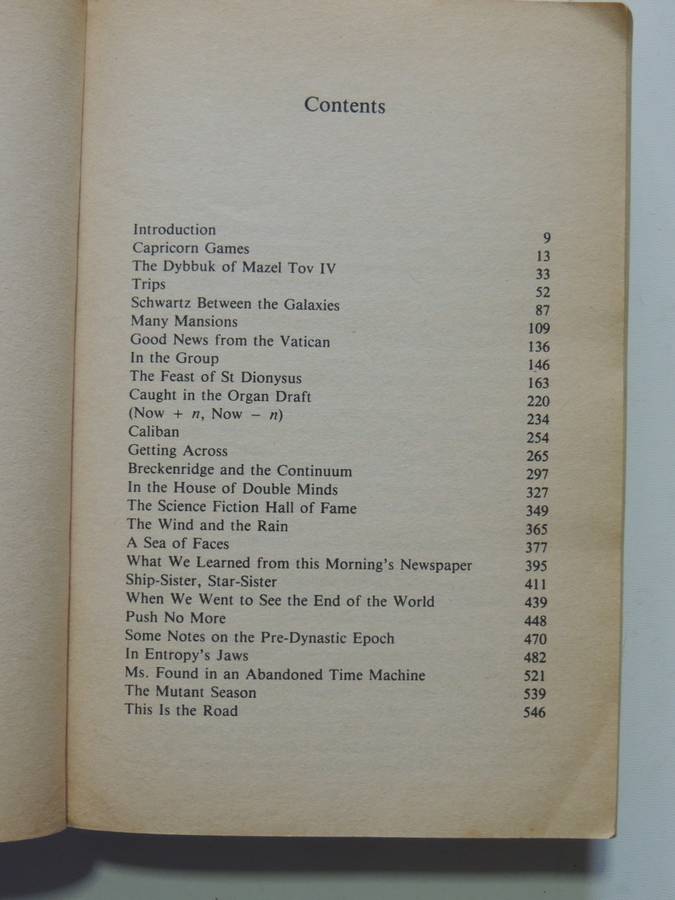 Contents
Introduction 9
Capricorn Games 13
The Dybbuk of Mazel Tov IV 33
Trips 52
Schwartz Between the Galaxies 87
Many Mansions 109
Good News from the Vatican 136
In the Group 146
The Feast of St Dionysus 163
Caught in the Organ Draft 220
(Now + n, Now − n) 234
Caliban 254
Getting Across 265
Breckenridge and the Continuum 297
In the House of Double Minds 327
The Science Fiction Hall of Fame 349
The Wind and the Rain 365
A Sea of Faces 377
What We Learned from this Morning's Newspaper 395
Ship-Sister, Star-Sister 411
When We Went to See the End of the World 439
Push No More 448
Some Notes on the Pre-Dynastic Epoch 470
In Entropy's Jaws 482
Ms. Found in an Abandoned Time Machine 521
The Mutant Season 539
This Is the Road 546